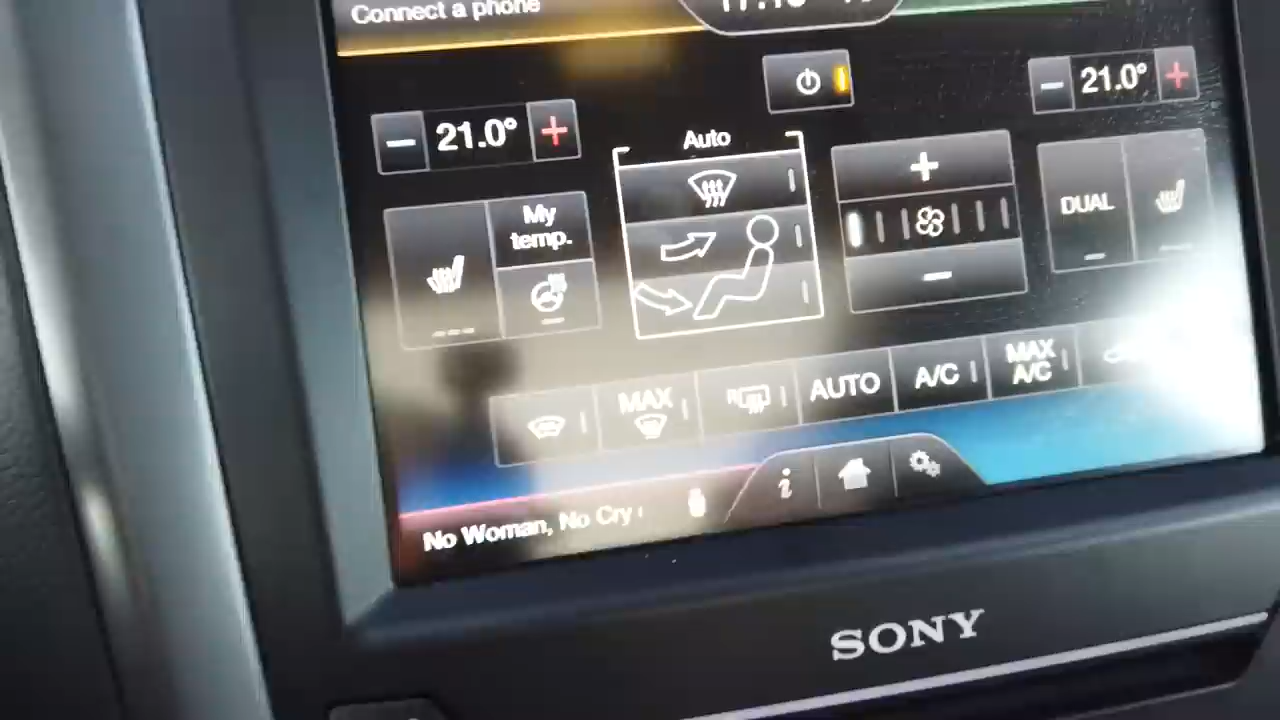 Connect a phone
21.0°
21.0°
Auto
My
temp.
DUAL
MAX
AUTO
A/C
MAX
A/C
No Woman, No Cry
i
SONY